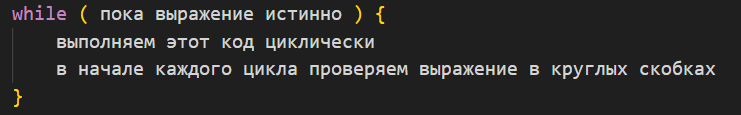 while ( пока выражение истинно ) {
выполняем этот код циклически
в начале каждого цикла проверяем выражение в круглых скобках
}